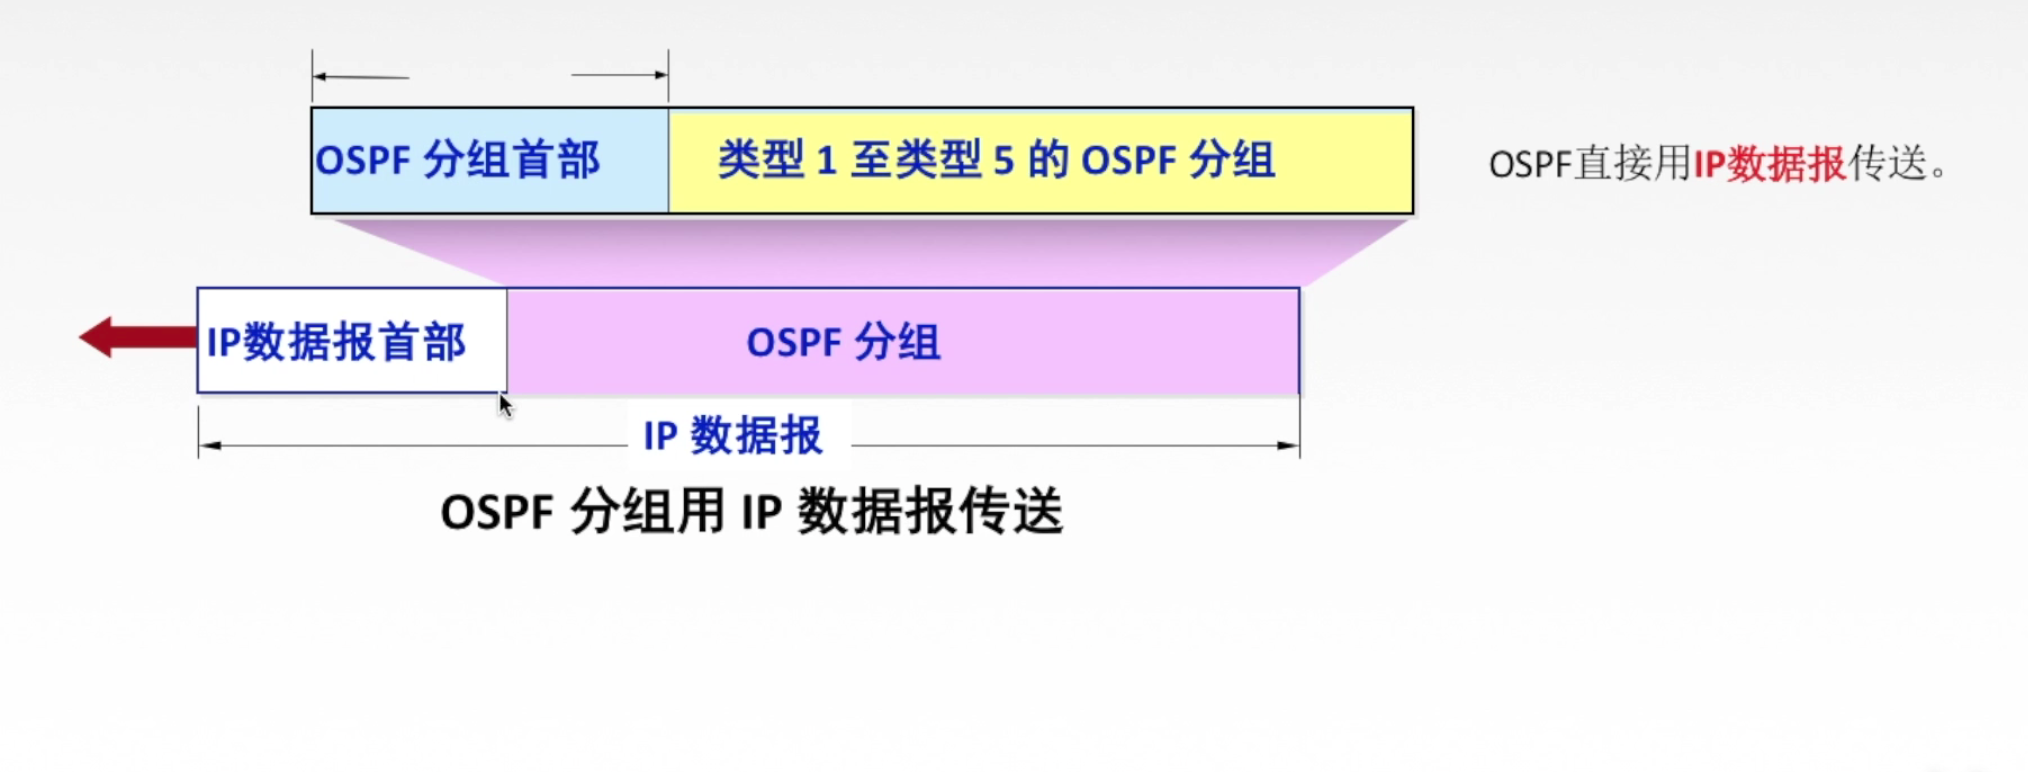 OSPF 分组首部
类型 1 至类型 5 的 OSPF 分组
OSPF直接用IP数据报传送。
IP数据报首部
OSPF 分组
IP 数据报
OSPF 分组用 IP 数据报传送